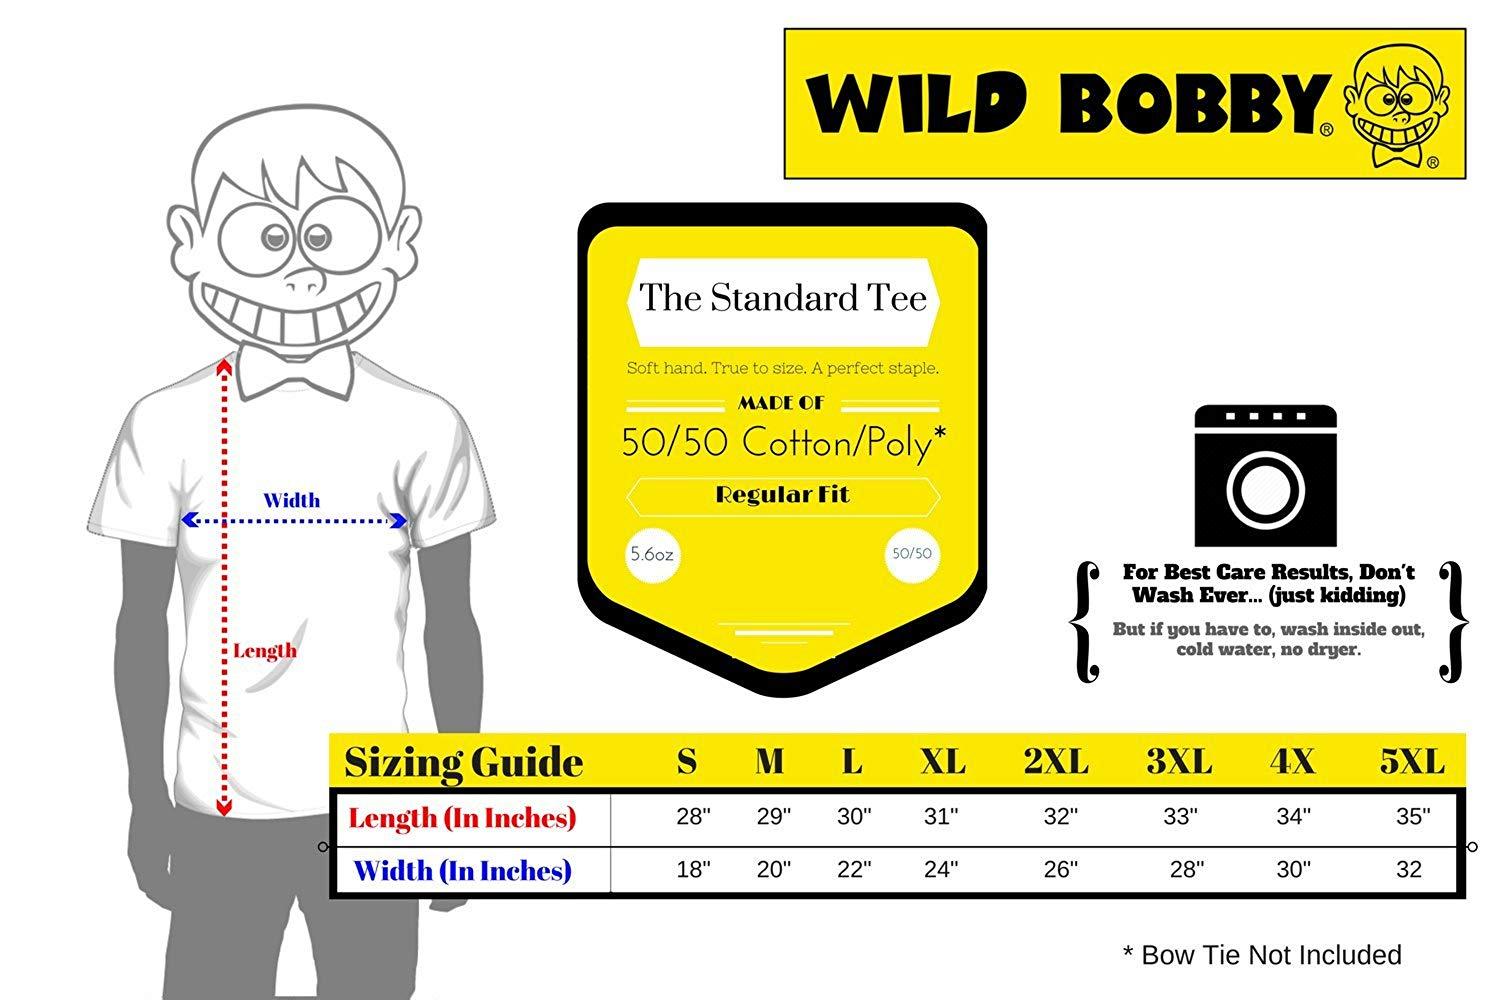 WILD BOBBY®
®
The Standard Tee
Soft hand. True to size. A perfect staple.
MADE OF
50/50 Cotton/Poly*
Regular Fit
5.6oz
50/50
Width
Length
For Best Care Results, Don't
Wash Ever... (just kidding)
But if you have to, wash inside out,
cold water, no dryer.
Sizing Guide S M L XL 2XL 3XL 4X 5XL
Length (In Inches) 28" 29" 30" 31" 32" 33" 34" 35"
Width (In Inches) 18" 20" 22" 24" 26" 28" 30" 32
* Bow Tie Not Included